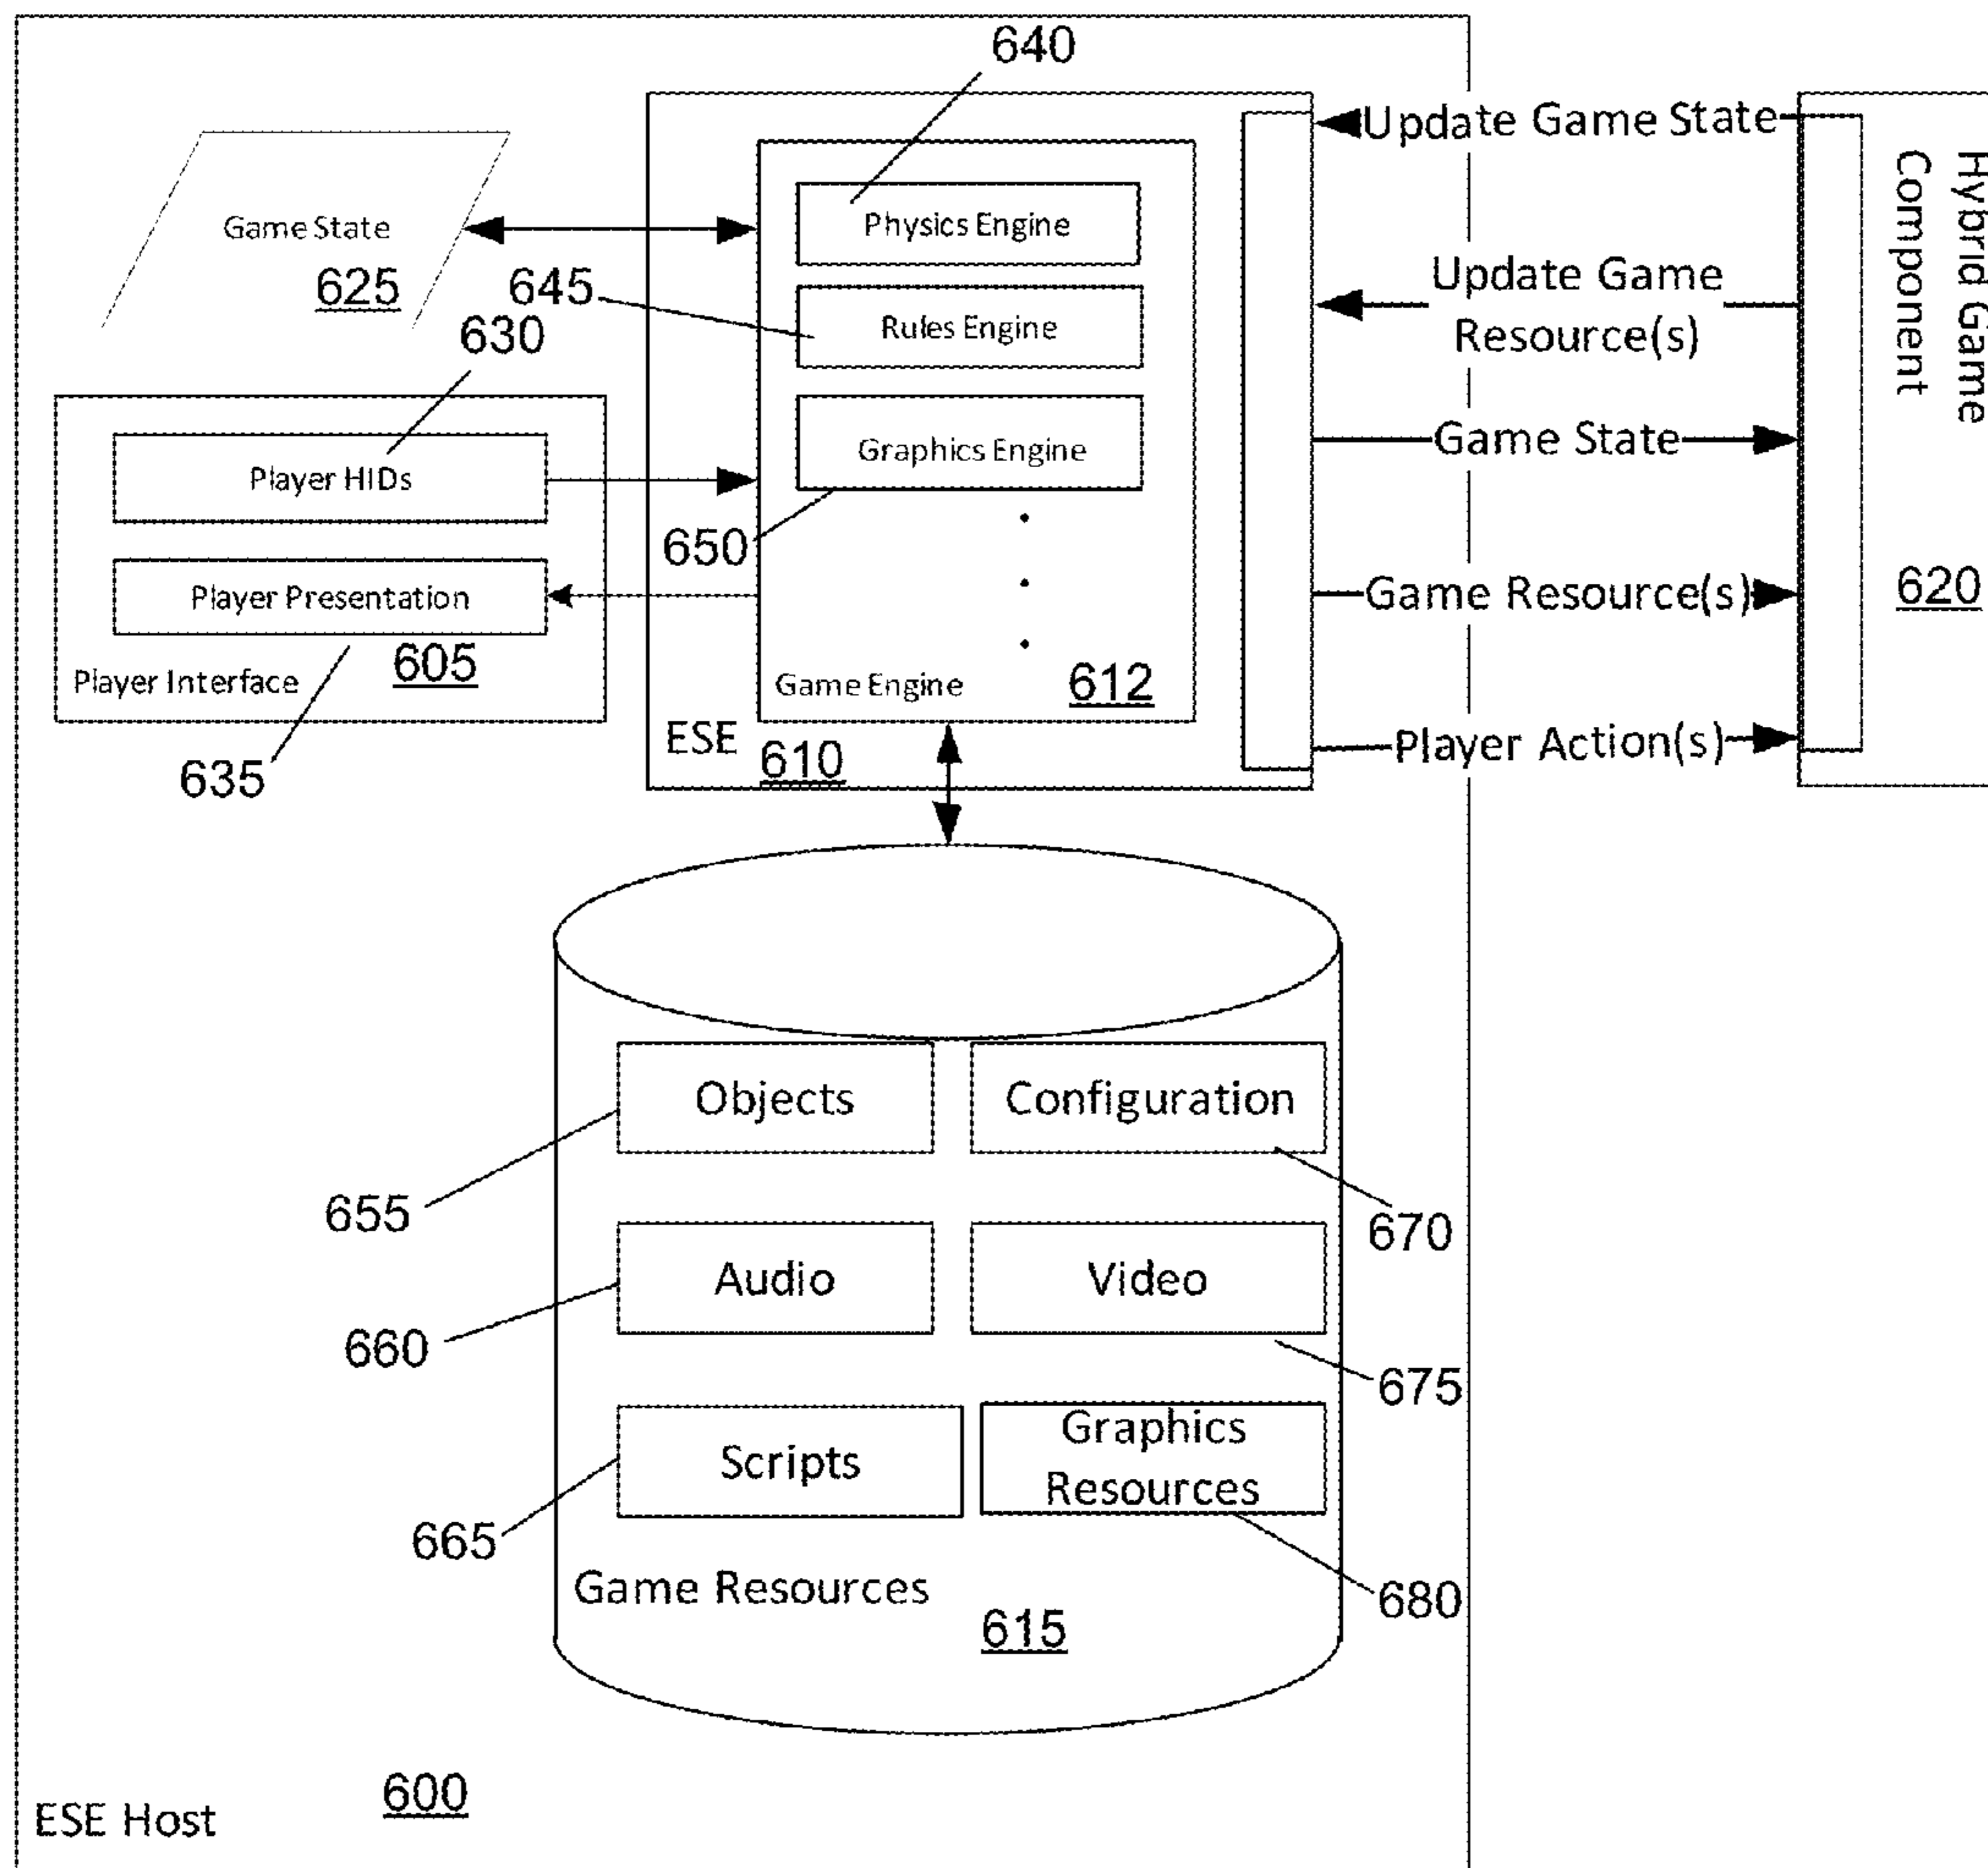 640
Update Game State
Hybrid Game
Component
Physics Engine
Game State
625
645
Rules Engine
Update Game
Resource(s)
630
Game State
Graphics Engine
Player HIDs
650
620
Game Resource(s)
Player Presentation
605
Player Interface
Game Engine
612
ESE
610
Player Action(s)
635
Objects
Configuration
655
670
Audio
Video
660
675
Scripts
Graphics
Resources
665
Game Resources
680
615
600
ESE Host